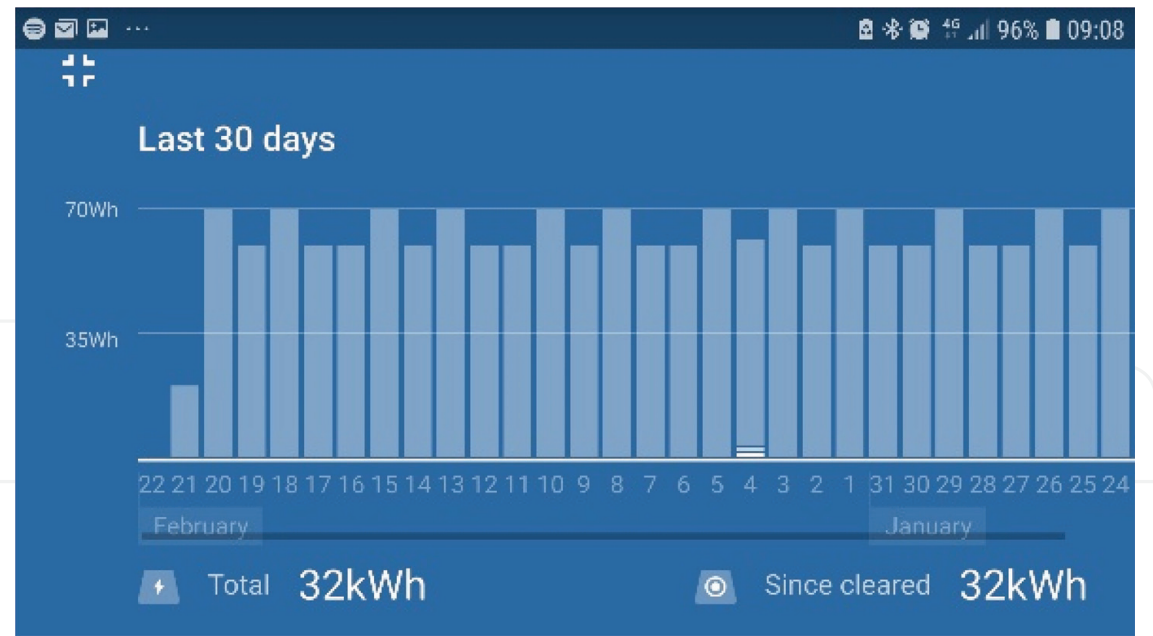 4G 96% 09:08
Last 30 days
70Wh
35Wh
22 21 20 19 18 17 16 15 14 13 12 11 10 9 8 7 6 5 4 3 2 1 31 30 29 28 27 26 25 24
February January
Total 32kWh Since cleared 32kWh